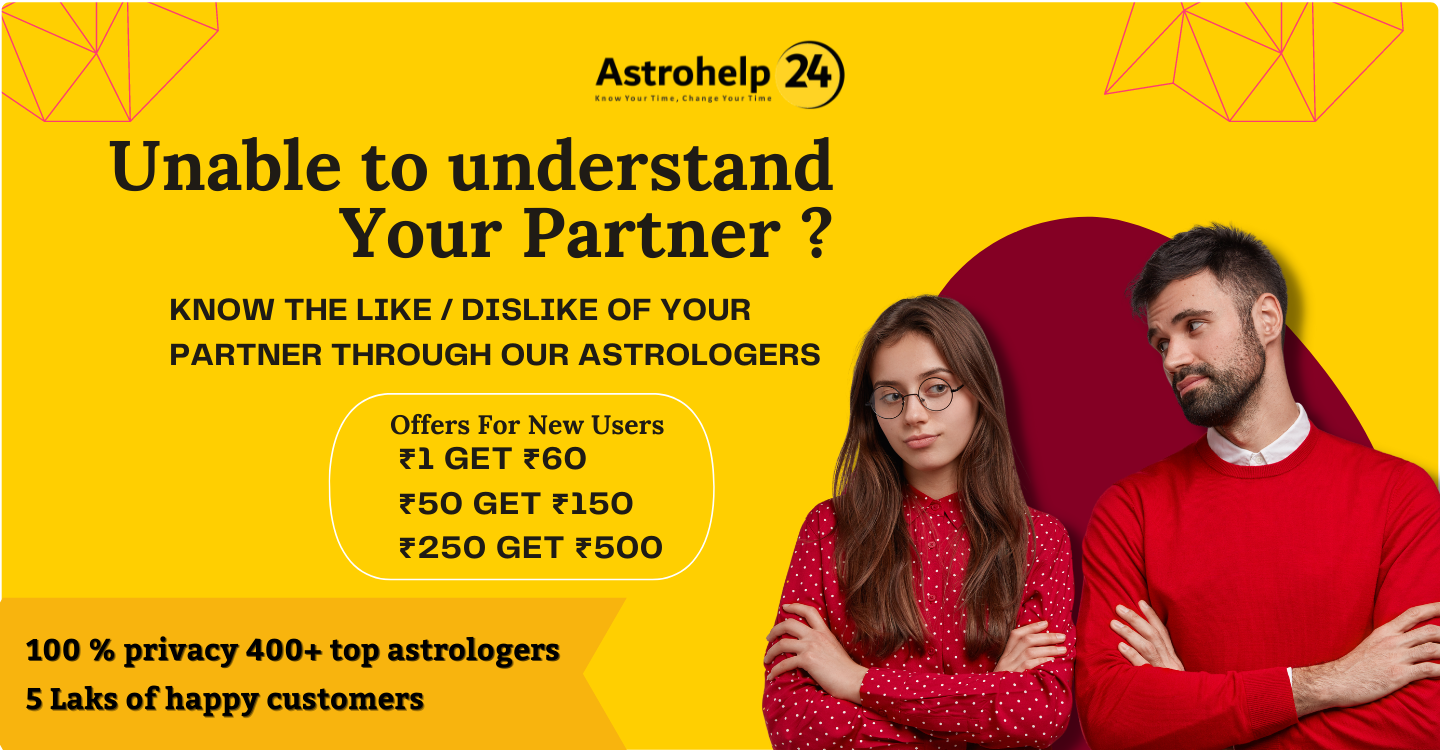 Astrohelp 24
Know Your Time, Change Your Time
Unable to understand
Your Partner ?
KNOW THE LIKE / DISLIKE OF YOUR
PARTNER THROUGH OUR ASTROLOGERS
Offers For New Users
₹1 GET ₹60
₹50 GET ₹150
₹250 GET ₹500
100 % privacy 400+ top astrologers
5 Laks of happy customers